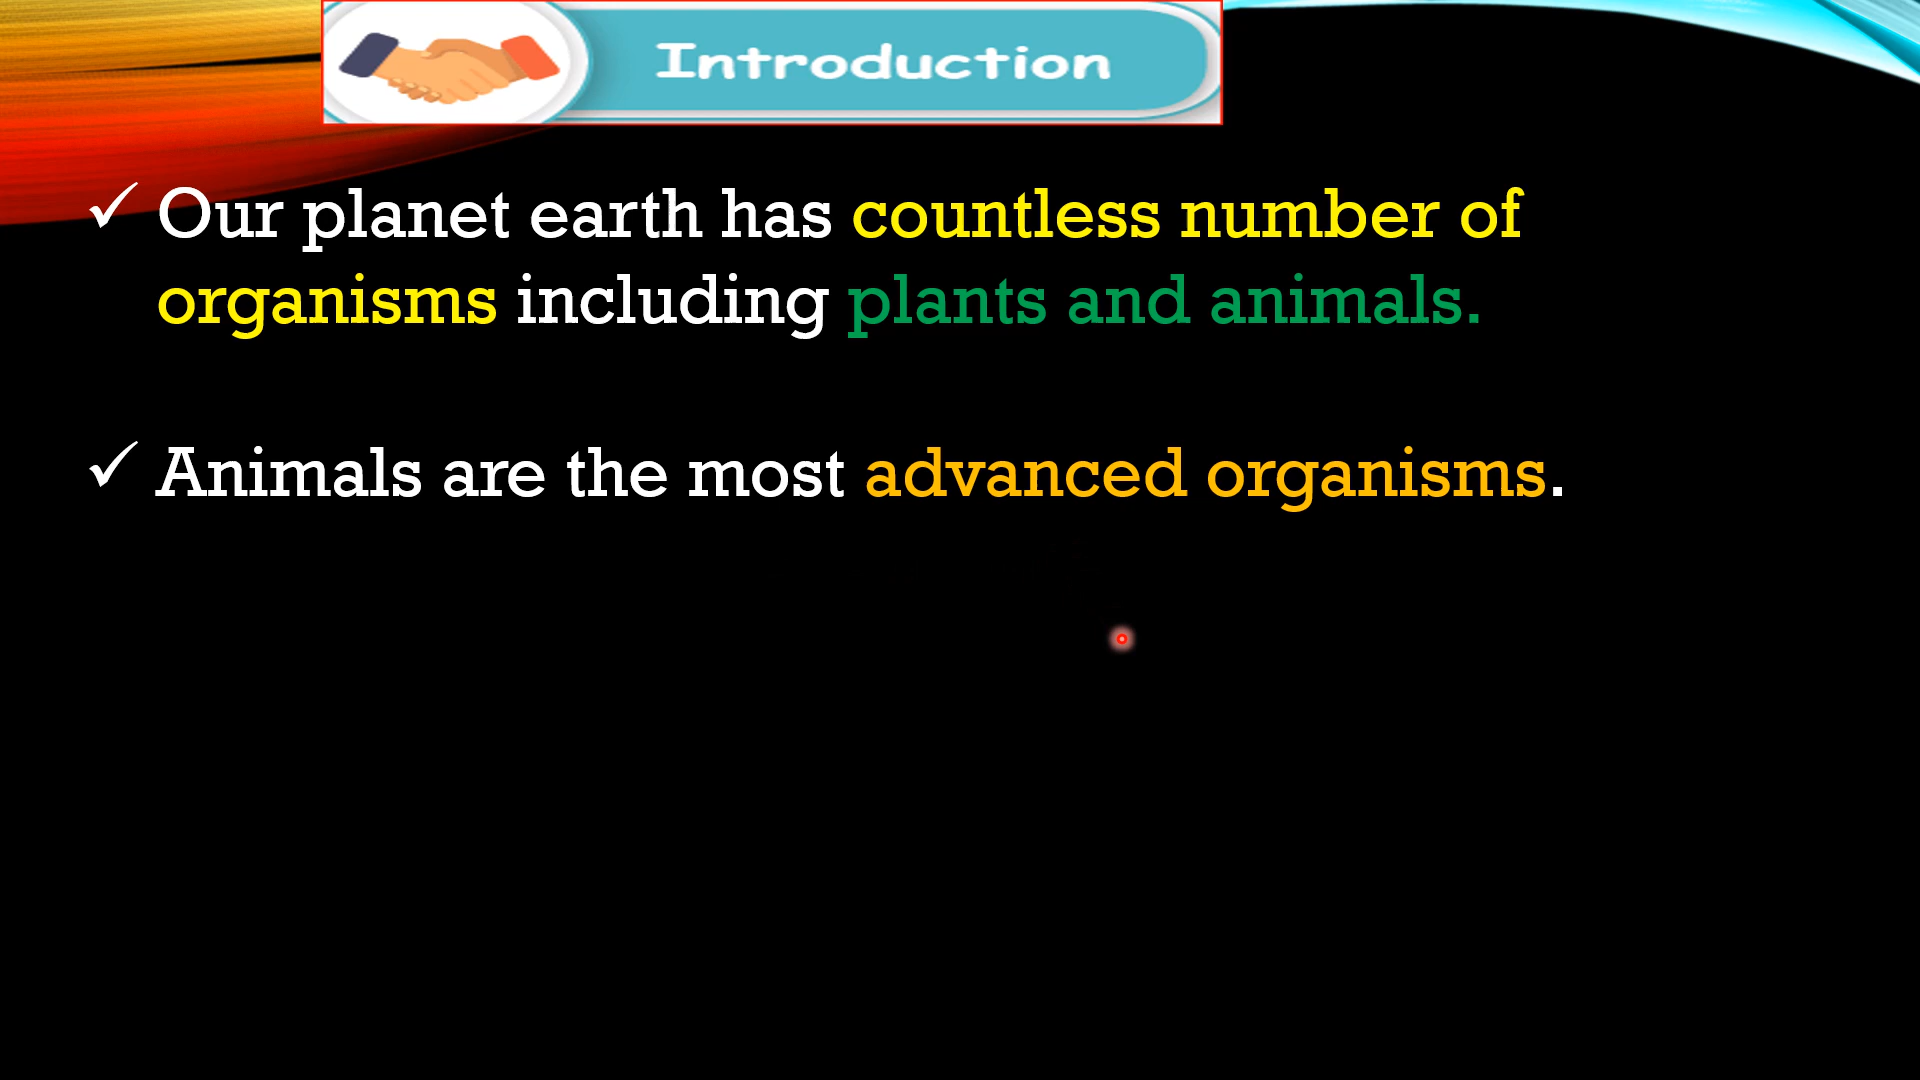 Introduction
✓ Our planet earth has countless number of
organisms including plants and animals.
✓ Animals are the most advanced organisms.